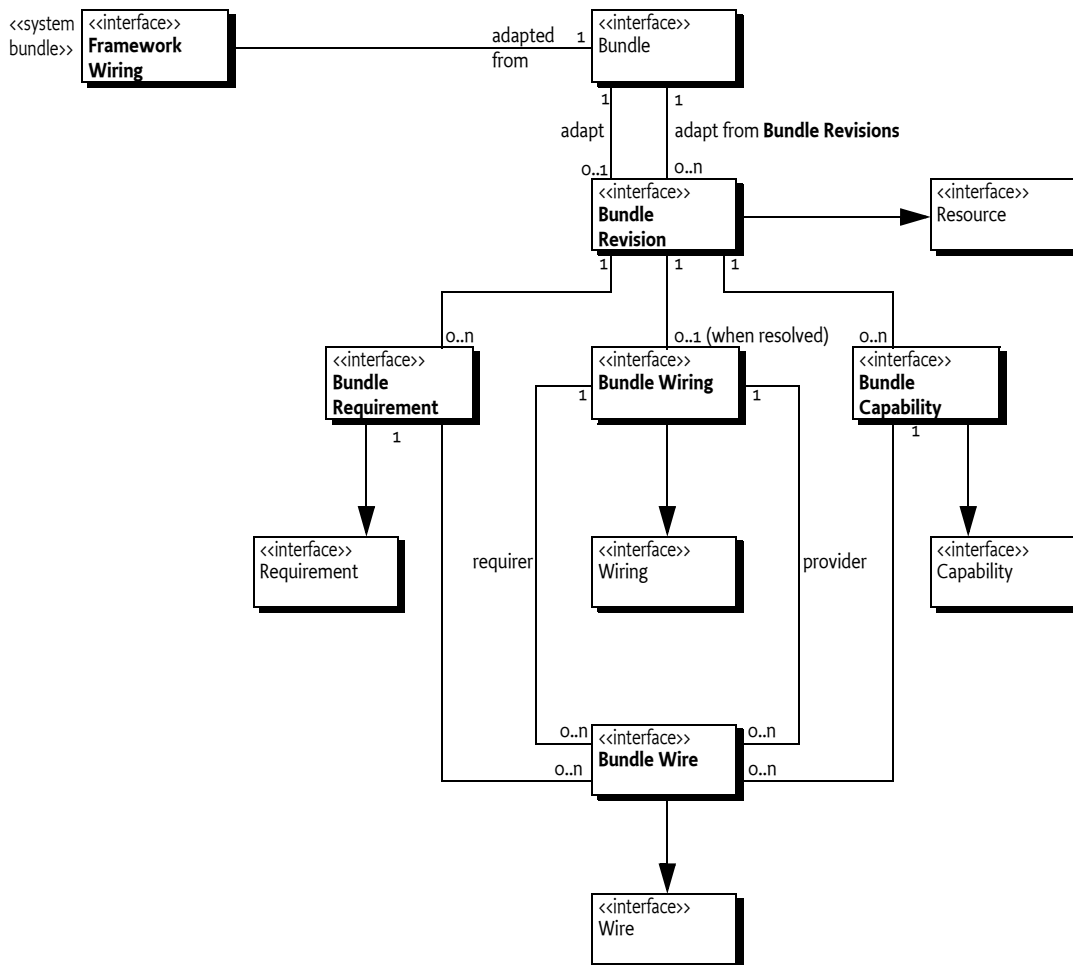 <<system
bundle>>
<<interface>>
Framework
Wiring
adapted
from
1
<<interface>>
Bundle
1
1
adapt
adapt from Bundle Revisions
0..1
0..n
<<interface>>
Bundle
Revision
<<interface>>
Resource
1
1
1
0..n
0..1 (when resolved)
0..n
<<interface>>
Bundle
Requirement
<<interface>>
Bundle Wiring
<<interface>>
Bundle
Capability
1
1
1
1
<<interface>>
Requirement
requirer
<<interface>>
Wiring
provider
<<interface>>
Capability
0..n
0..n
<<interface>>
Bundle Wire
0..n
0..n
<<interface>>
Wire